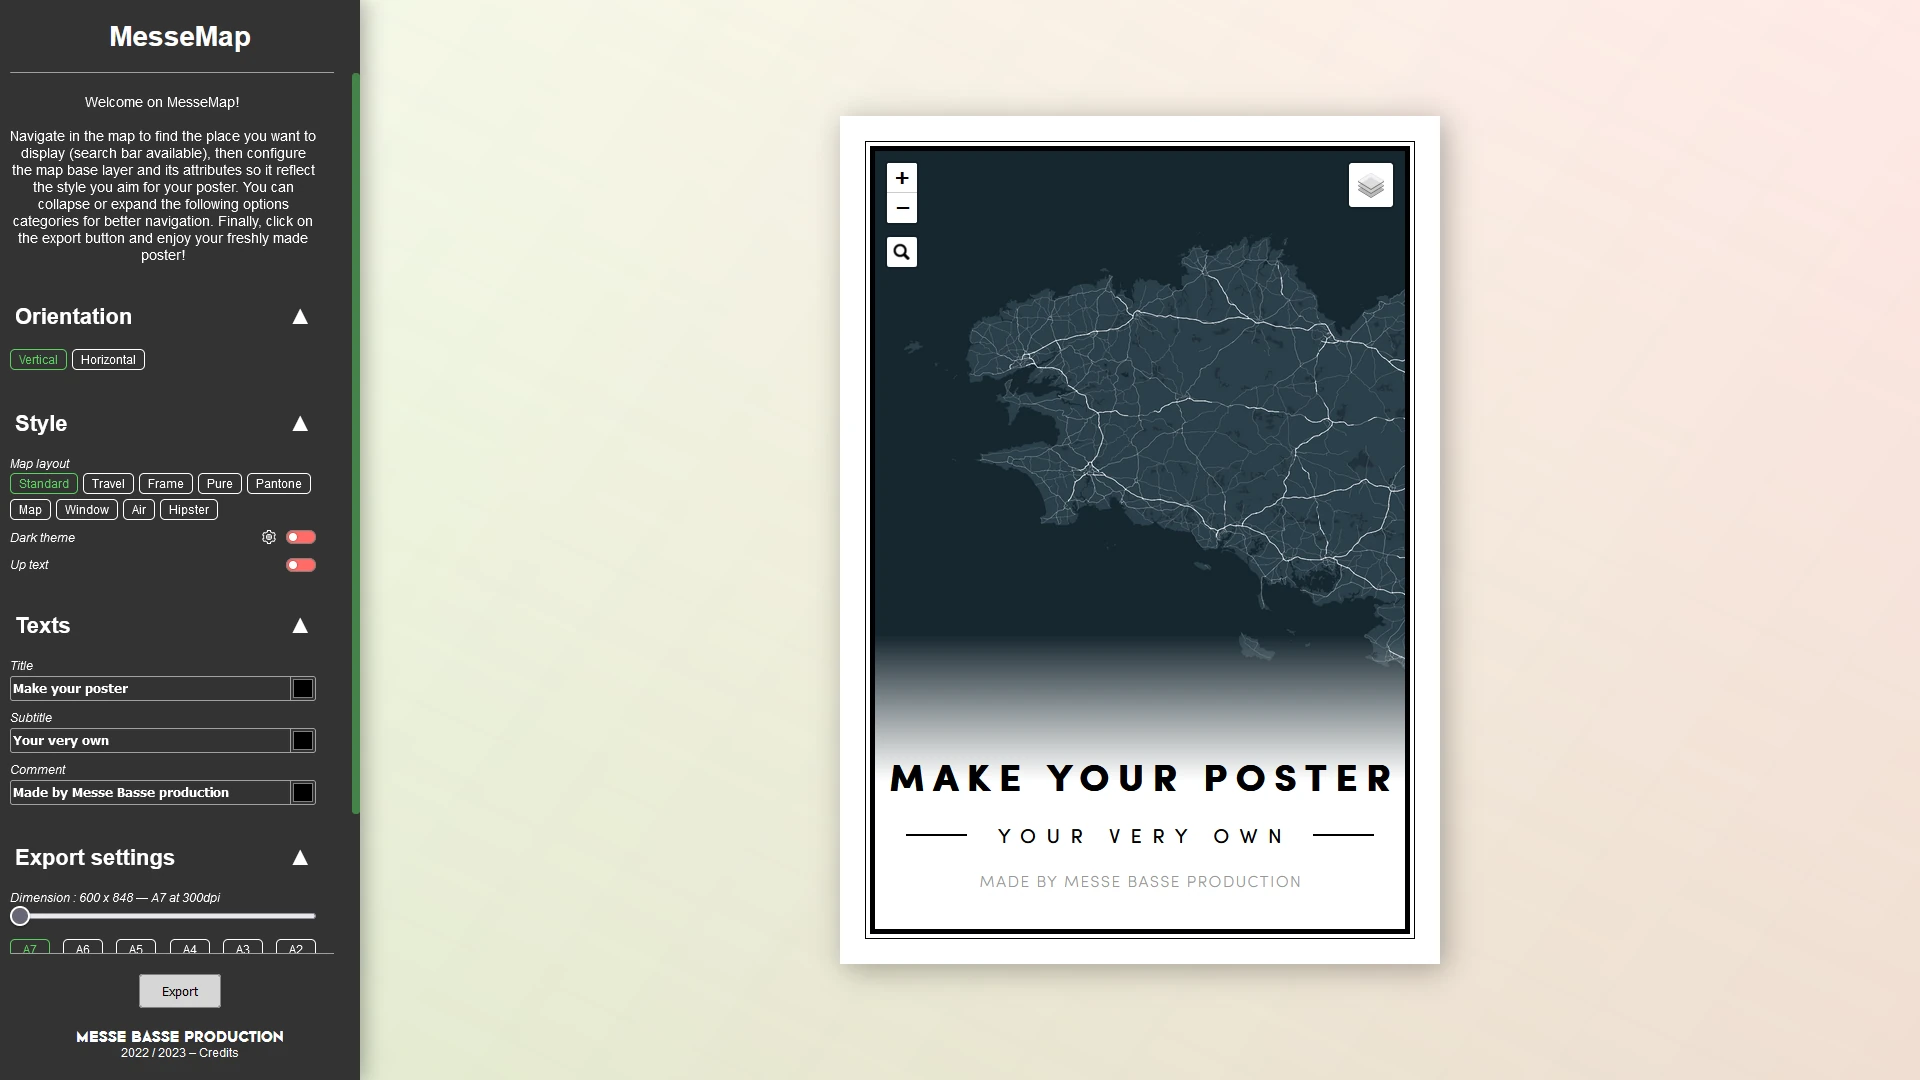 MesseMap
Welcome on MesseMap!
Navigate in the map to find the place you want to
display (search bar available), then configure
the map base layer and its attributes so it reflect
the style you aim for your poster. You can
collapse or expand the following options
categories for better navigation. Finally, click on
the export button and enjoy your freshly made
poster!
Orientation ▲
Vertical Horizontal
Style ▲
Map layout
Standard Travel Frame Pure Pantone
Map Window Air Hipster
Dark theme
Up text
Texts ▲
Title
Make your poster
Subtitle
Your very own
Comment
Made by Messe Basse production
Export settings ▲
Dimension : 600 x 848 — A7 at 300dpi
A7 A6 A5 A4 A3 A2
Export
MESSE BASSE PRODUCTION
2022 / 2023 – Credits
+
−
MAKE YOUR POSTER
YOUR VERY OWN
MADE BY MESSE BASSE PRODUCTION